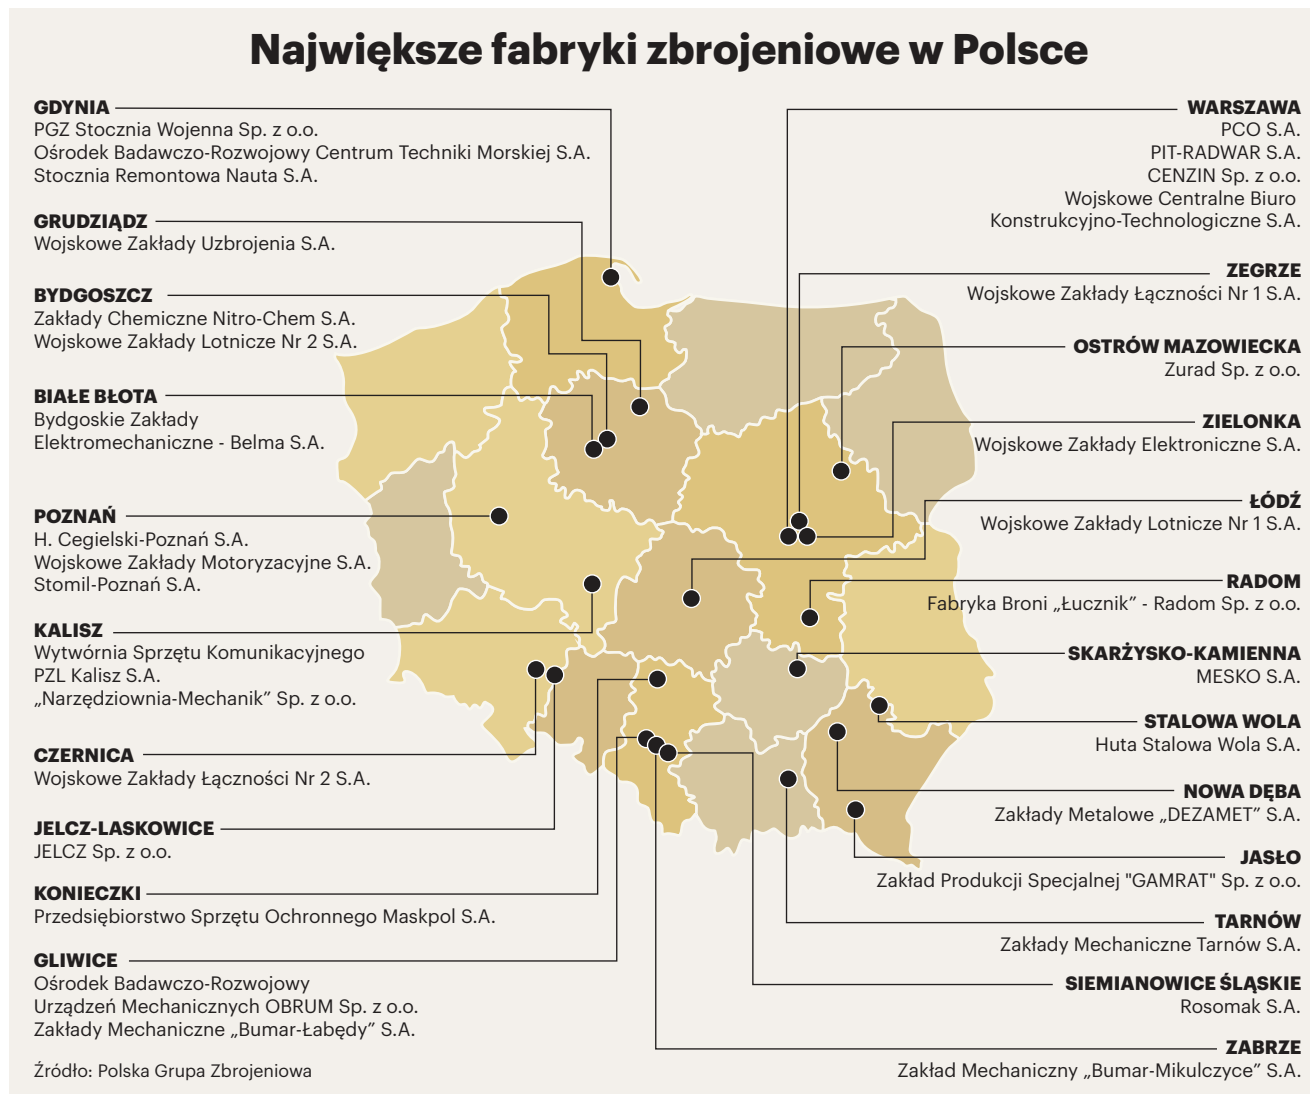 Największe fabryki zbrojeniowe w Polsce
GDYNIA
PGZ Stocznia Wojenna Sp. z o.o.
Ośrodek Badawczo-Rozwojowy Centrum Techniki Morskiej S.A.
Stocznia Remontowa Nauta S.A.
GRUDZIĄDZ
Wojskowe Zakłady Uzbrojenia S.A.
BYDGOSZCZ
Zakłady Chemiczne Nitro-Chem S.A.
Wojskowe Zakłady Lotnicze Nr 2 S.A.
BIAŁE BŁOTA
Bydgoskie Zakłady
Elektromechaniczne - Belma S.A.
POZNAŃ
H. Cegielski-Poznań S.A.
Wojskowe Zakłady Motoryzacyjne S.A.
Stomil-Poznań S.A.
KALISZ
Wytwórnia Sprzętu Komunikacyjnego
PZL Kalisz S.A.
„Narzędziownia-Mechanik” Sp. z o.o.
CZERNICA
Wojskowe Zakłady Łączności Nr 2 S.A.
JELCZ-LASKOWICE
JELCZ Sp. z o.o.
KONIECZKI
Przedsiębiorstwo Sprzętu Ochronnego Maskpol S.A.
GLIWICE
Ośrodek Badawczo-Rozwojowy
Urządzeń Mechanicznych OBRUM Sp. z o.o.
Zakłady Mechaniczne „Bumar-Łabędy” S.A.
Źródło: Polska Grupa Zbrojeniowa
WARSZAWA
PCO S.A.
PIT-RADWAR S.A.
CENZIN Sp. z o.o.
Wojskowe Centralne Biuro
Konstrukcyjno-Technologiczne S.A.
ZEGRZE
Wojskowe Zakłady Łączności Nr 1 S.A.
OSTRÓW MAZOWIECKA
Zurad Sp. z o.o.
ZIELONKA
Wojskowe Zakłady Elektroniczne S.A.
ŁÓDŹ
Wojskowe Zakłady Lotnicze Nr 1 S.A.
RADOM
Fabryka Broni „Łucznik” - Radom Sp. z o.o.
SKARŻYSKO-KAMIENNA
MESKO S.A.
STALOWA WOLA
Huta Stalowa Wola S.A.
NOWA DĘBA
Zakłady Metalowe „DEZAMET” S.A.
JASŁO
Zakład Produkcji Specjalnej "GAMRAT" Sp. z o.o.
TARNÓW
Zakłady Mechaniczne Tarnów S.A.
SIEMIANOWICE ŚLĄSKIE
Rosomak S.A.
ZABRZE
Zakład Mechaniczny „Bumar-Mikulczyce” S.A.